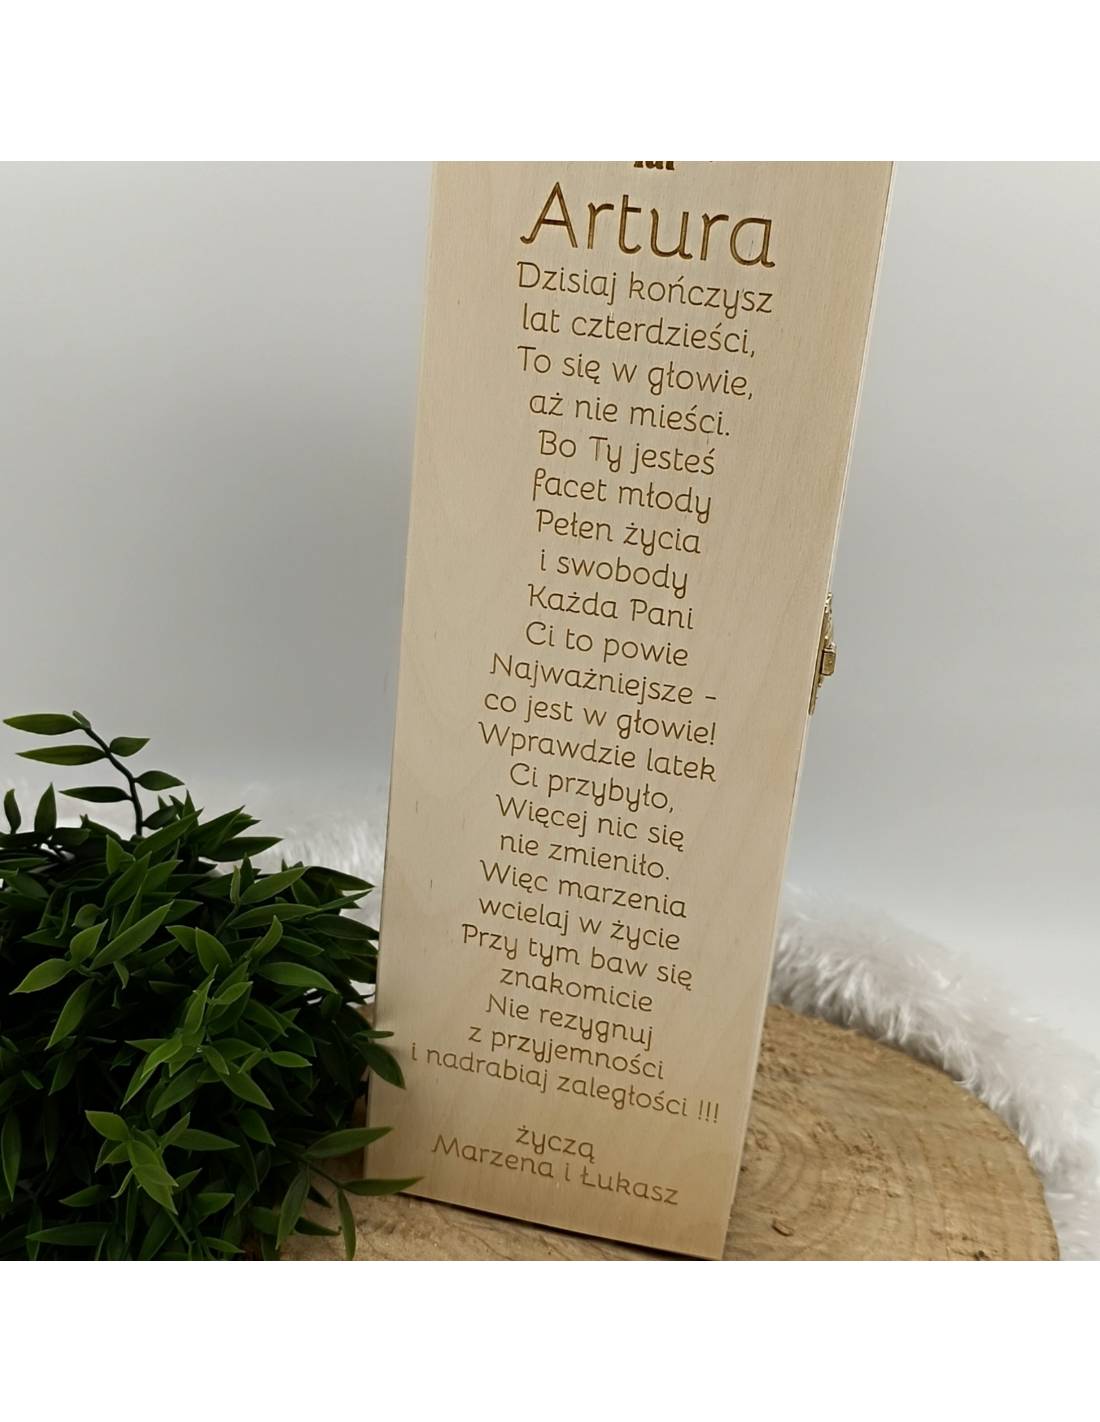 Artura
Dzisiaj kończysz
lat czterdzieści,
To się w głowie,
aż nie mieści.
Bo Ty jesteś
facet młody
Pełen życia
i swobody
Każda Pani
Ci to powie
Najważniejsze -
co jest w głowie!
Wprawdzie latek
Ci przybyło,
Więcej nic się
nie zmieniło.
Więc marzenia
wcielaj w życie
Przy tym baw się
znakomicie
Nie rezygnuj
z przyjemności
i nadrabiaj zaległości !!!
życzą
Marzena i Łukasz